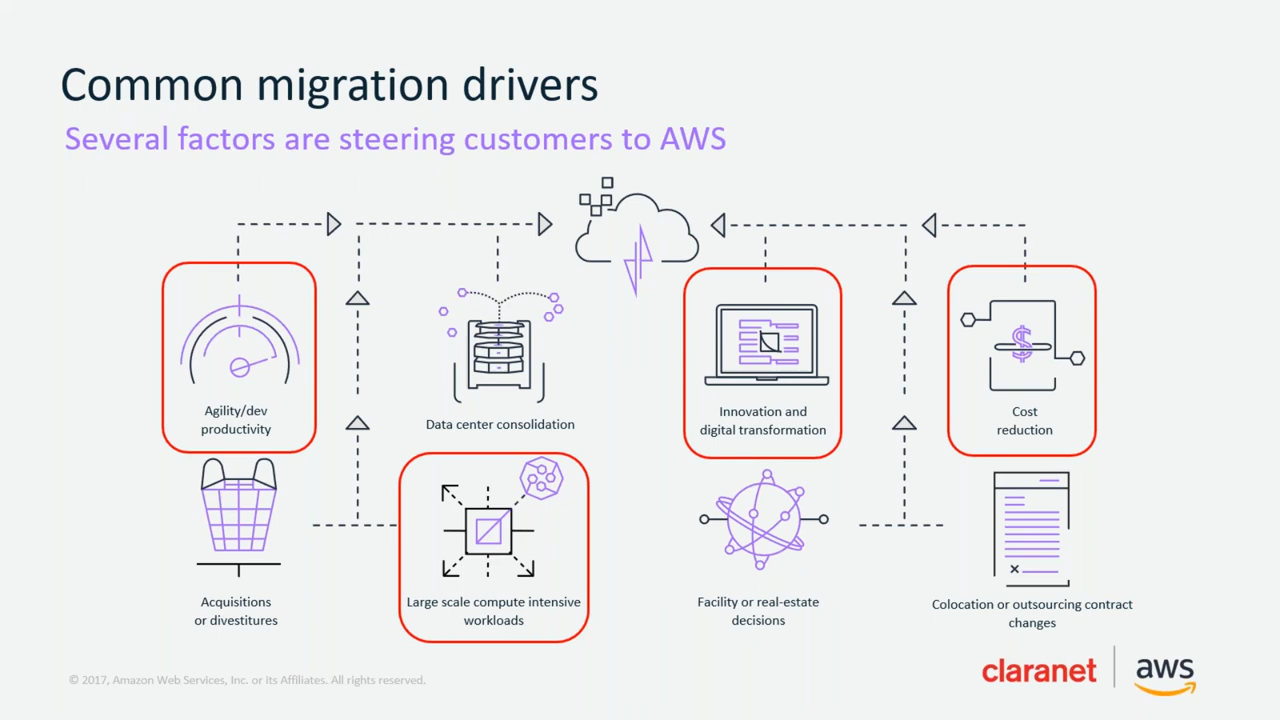 Common migration drivers
Several factors are steering customers to AWS
Agility/dev
productivity
Data center consolidation
Innovation and
digital transformation
$
Cost
reduction
Acquisitions
or divestitures
Large scale compute intensive
workloads
Facility or real-estate
decisions
Colocation or outsourcing contract
changes
© 2017, Amazon Web Services, Inc. or its Affiliates. All rights reserved.
claranet
aws